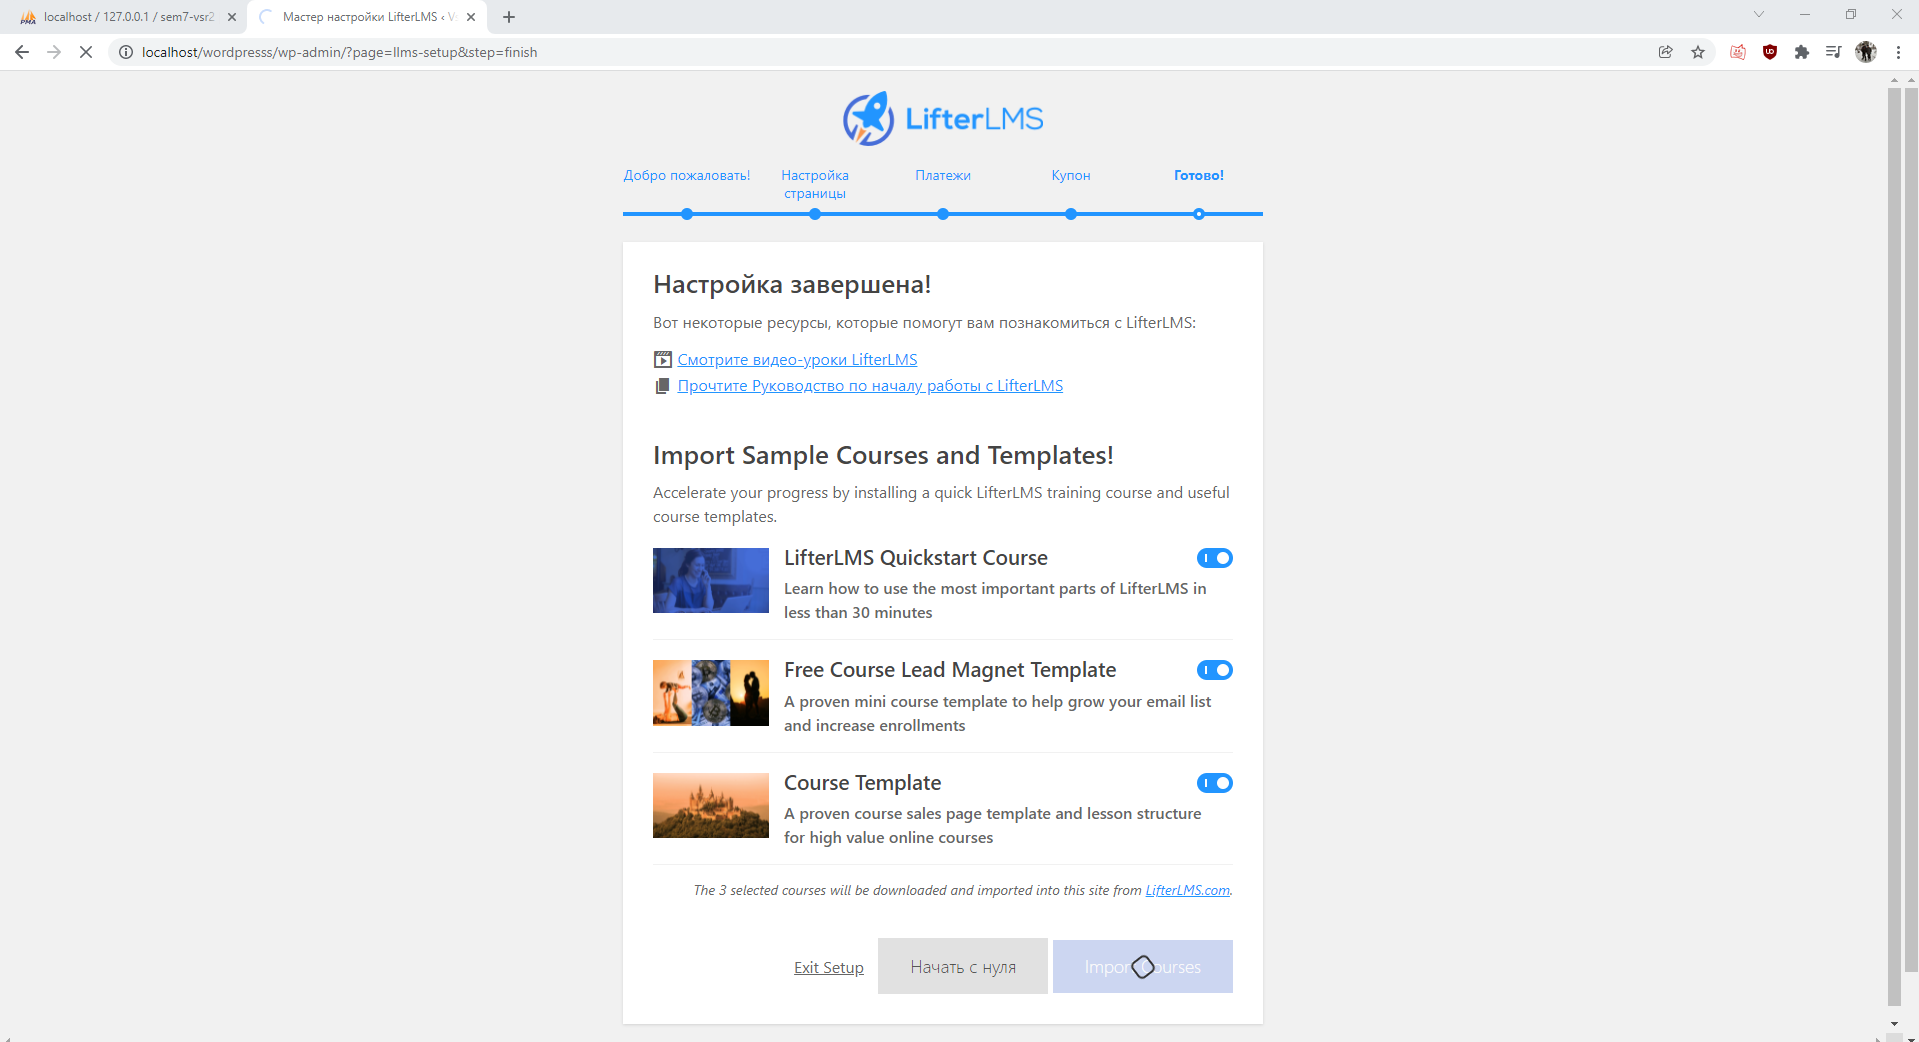 localhost / 127.0.0.1 / sem7-vsr2
Мастер настройки LifterLMS ‹ V
localhost/wordpresss/wp-admin/?page=llms-setup&step=finish
LifterLMS
Добро пожаловать!
Настройка
страницы
Платежи
Купон
Готово!
Настройка завершена!
Вот некоторые ресурсы, которые помогут вам познакомиться с LifterLMS:
Смотрите видео-уроки LifterLMS
Прочтите Руководство по началу работы с LifterLMS
Import Sample Courses and Templates!
Accelerate your progress by installing a quick LifterLMS training course and useful
course templates.
LifterLMS Quickstart Course
Learn how to use the most important parts of LifterLMS in
less than 30 minutes
Free Course Lead Magnet Template
A proven mini course template to help grow your email list
and increase enrollments
Course Template
A proven course sales page template and lesson structure
for high value online courses
The 3 selected courses will be downloaded and imported into this site from LifterLMS.com.
Exit Setup
Начать с нуля
Import Courses